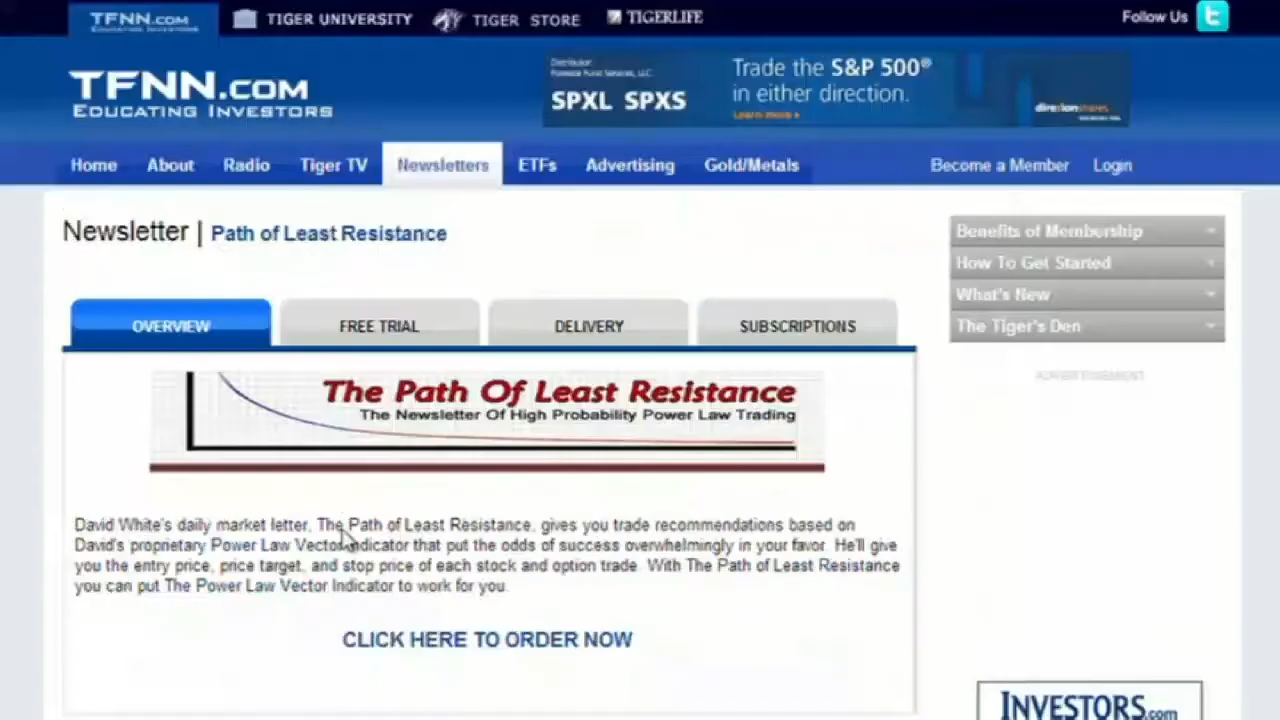 TFNN.COM
EDUCATING INVESTORS
TIGER UNIVERSITY
TIGER STORE
TIGERLIFE
Follow Us
TFNN.COM
EDUCATING INVESTORS
Distributor:
SPXL SPXS
Trade the S&P 500®
in either direction.
Learn more
direxionshares
Home About Radio Tiger TV Newsletters ETFs Advertising Gold/Metals Become a Member Login
Newsletter | Path of Least Resistance
Benefits of Membership
How To Get Started
What's New
The Tiger's Den
ADVERTISEMENT
OVERVIEW FREE TRIAL DELIVERY SUBSCRIPTIONS
The Path Of Least Resistance
The Newsletter Of High Probability Power Law Trading
David White's daily market letter, The Path of Least Resistance, gives you trade recommendations based on
David's proprietary Power Law Vector Indicator that put the odds of success overwhelmingly in your favor. He'll give
you the entry price, price target, and stop price of each stock and option trade. With The Path of Least Resistance
you can put The Power Law Vector Indicator to work for you.
CLICK HERE TO ORDER NOW
INVESTORS.com